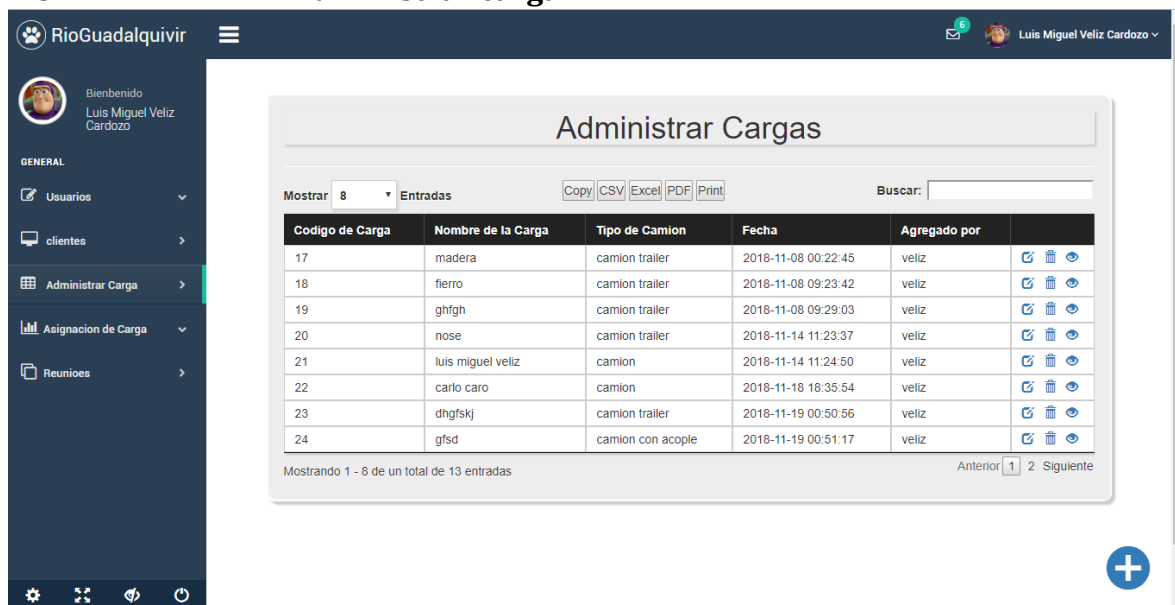 RioGuadalquivir
6
Luis Miguel Veliz Cardozo
Bienbenido
Luis Miguel Veliz
Cardozo
GENERAL
Usuarios
clientes
Administrar Carga
Asignacion de Carga
Reunioes
Administrar Cargas
Mostrar 8 Entradas
Copy CSV Excel PDF Print
Buscar:
Codigo de Carga Nombre de la Carga Tipo de Camion Fecha Agregado por
17 madera camion trailer 2018-11-08 00:22:45 veliz
18 fierro camion trailer 2018-11-08 09:23:42 veliz
19 ghfgh camion trailer 2018-11-08 09:29:03 veliz
20 nose camion trailer 2018-11-14 11:23:37 veliz
21 luis miguel veliz camion 2018-11-14 11:24:50 veliz
22 carlo caro camion 2018-11-18 18:35:54 veliz
23 dhgfskj camion trailer 2018-11-19 00:50:56 veliz
24 gfsd camion con acople 2018-11-19 00:51:17 veliz
Mostrando 1 - 8 de un total de 13 entradas
Anterior 1 2 Siguiente